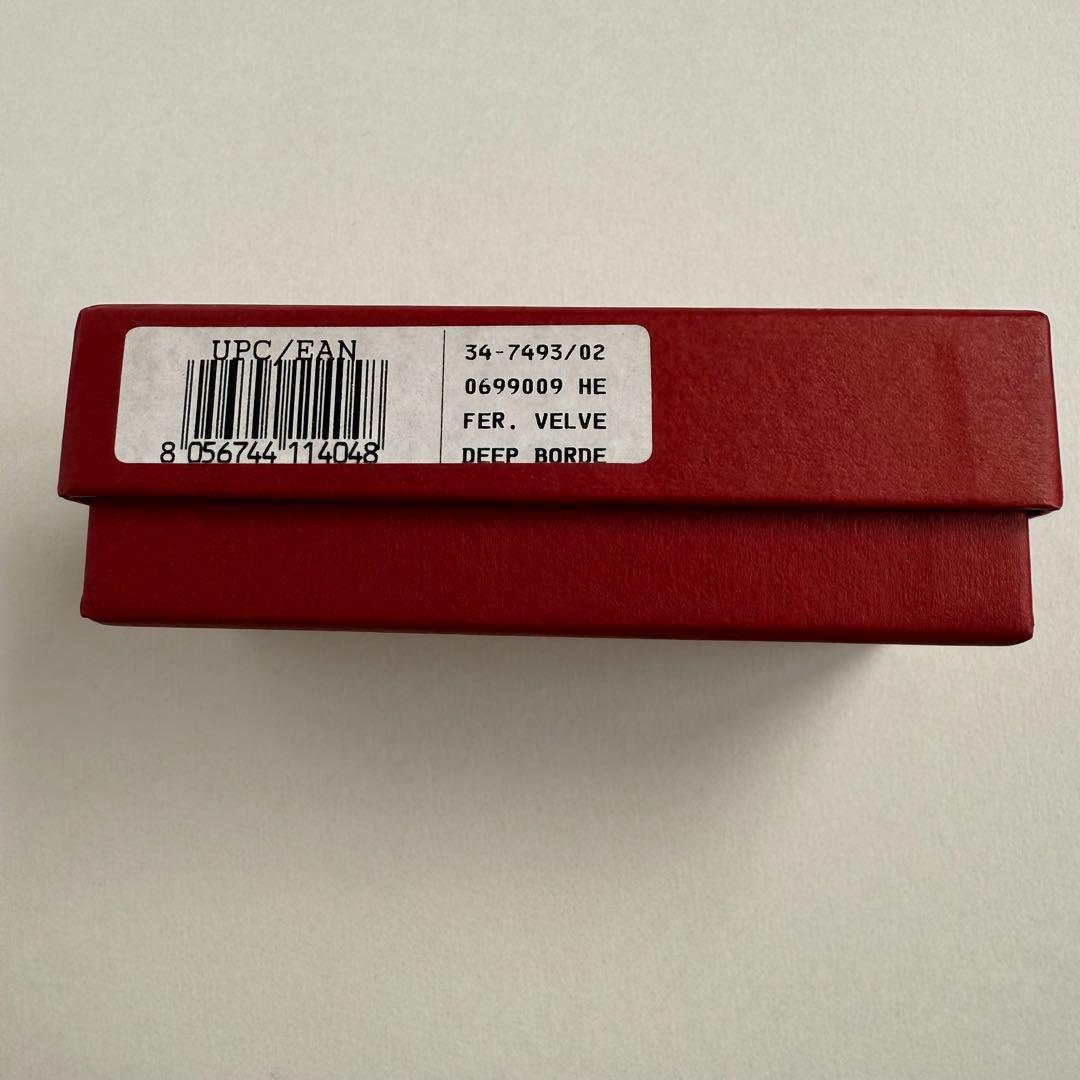 UPC/EAN
8 056744 114048
34-7493/02
0699009 HE
FER. VELVE
DEEP BORDE